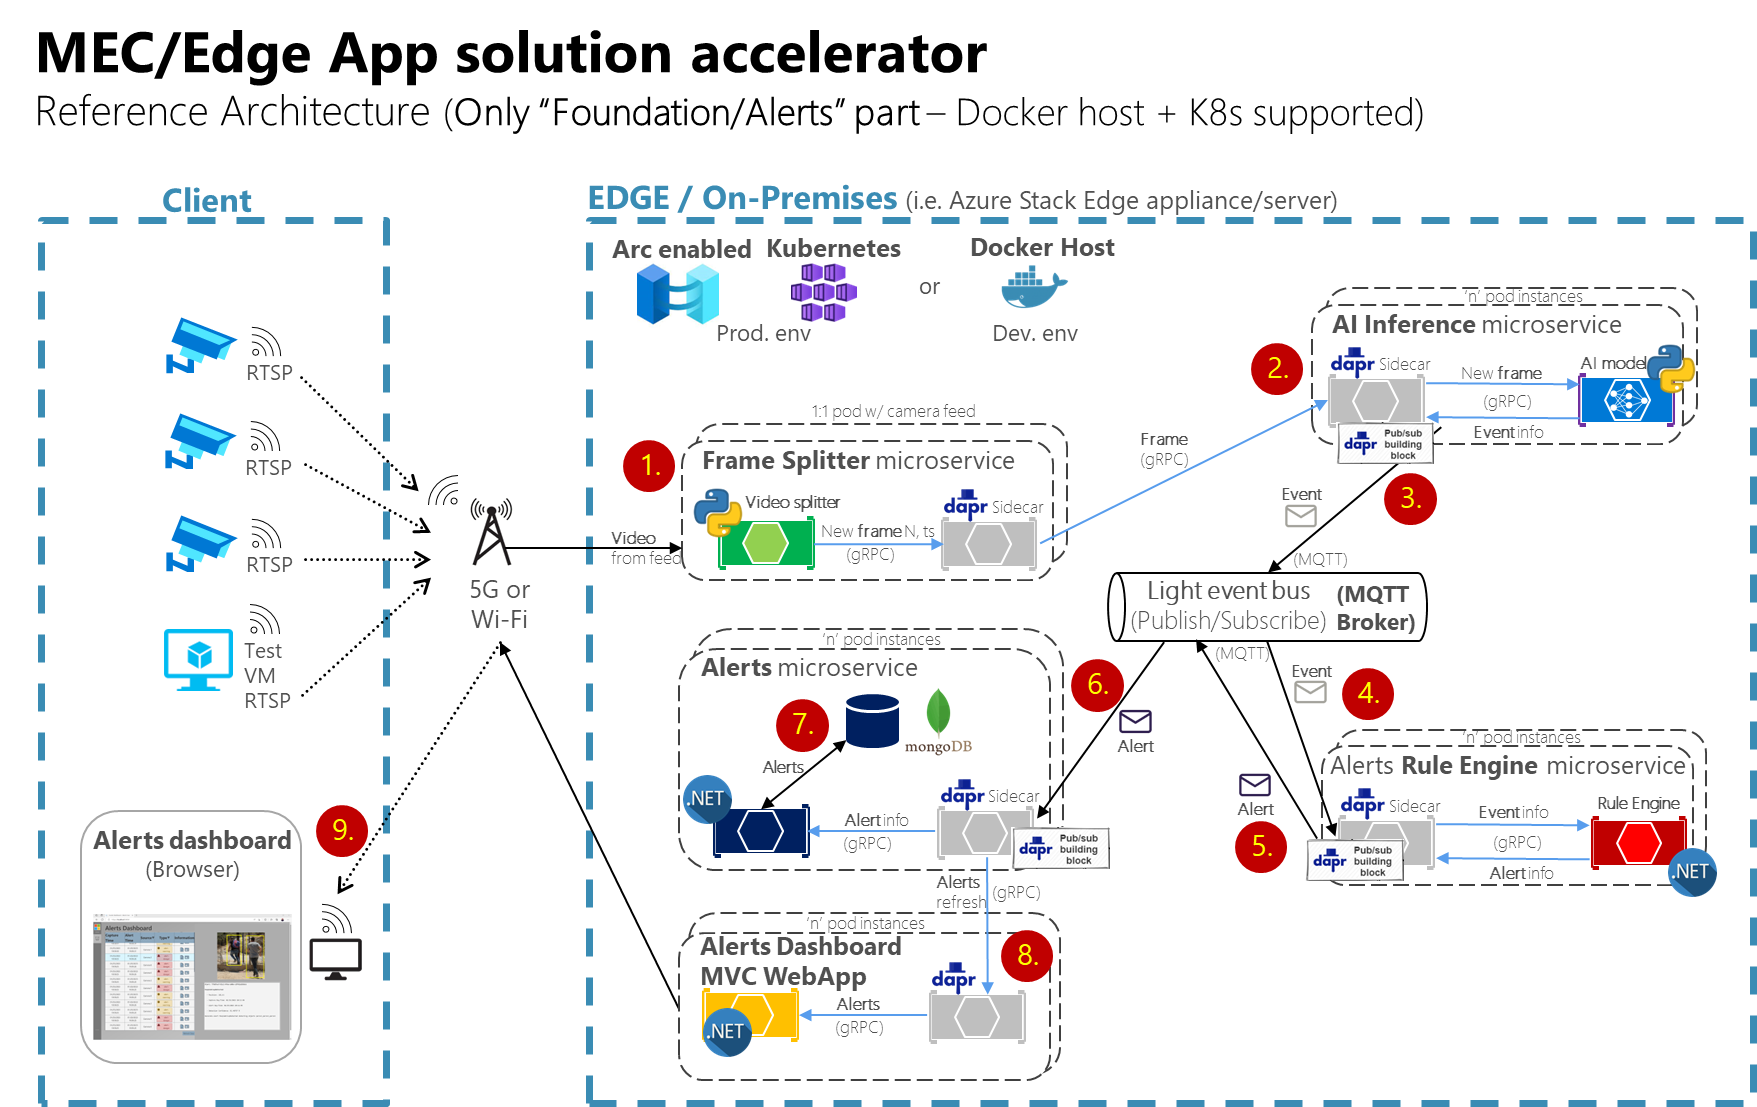 MEC/Edge App solution accelerator
Reference Architecture (Only “Foundation/Alerts” part – Docker host + K8s supported)
Client
EDGE / On-Premises (i.e. Azure Stack Edge appliance/server)
Arc enabled
Kubernetes
or
Docker Host
Prod. env
Dev. env
RTSP
RTSP
RTSP
Test
VM
RTSP
5G or
Wi-Fi
Video
from feed
1.
1:1 pod w/ camera feed
Frame Splitter microservice
Video splitter
New frame N, ts
(gRPC)
dapr Sidecar
Frame
(gRPC)
2.
'n' pod instances
AI Inference microservice
dapr Sidecar
New frame
(gRPC)
Event info
AI model
dapr
Pub/sub
building
block
3.
Event
(MQTT)
Light event bus
(Publish/Subscribe)
(MQTT
Broker)
(MQTT)
Event
4.
'n' pod instances
Alerts Rule Engine microservice
dapr Sidecar
Event info
(gRPC)
Alert info
Rule Engine
.NET
dapr
Pub/sub
building
block
Alert
5.
6.
Alert
'n' pod instances
Alerts microservice
7.
mongoDB
Alerts
.NET
Alert info
(gRPC)
dapr Sidecar
dapr
Pub/sub
building
block
Alerts
refresh
(gRPC)
'n' pod instances
Alerts Dashboard
MVC WebApp
8.
dapr
Alerts
(gRPC)
.NET
9.
Alerts dashboard
(Browser)
Alerts Dashboard